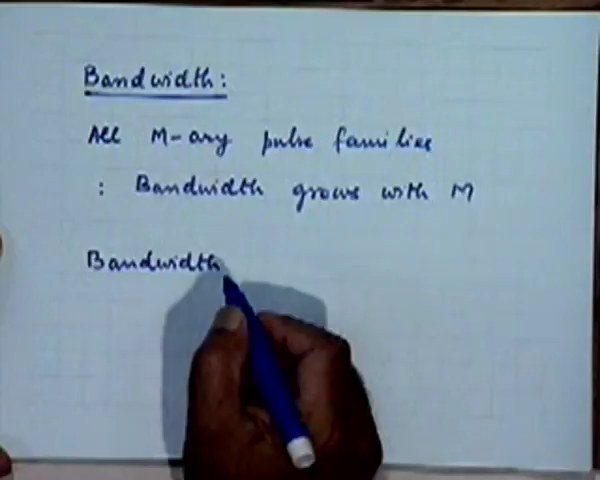 Bandwidth:
All M-ary pulse families
: Bandwidth grows with M
Bandwidth